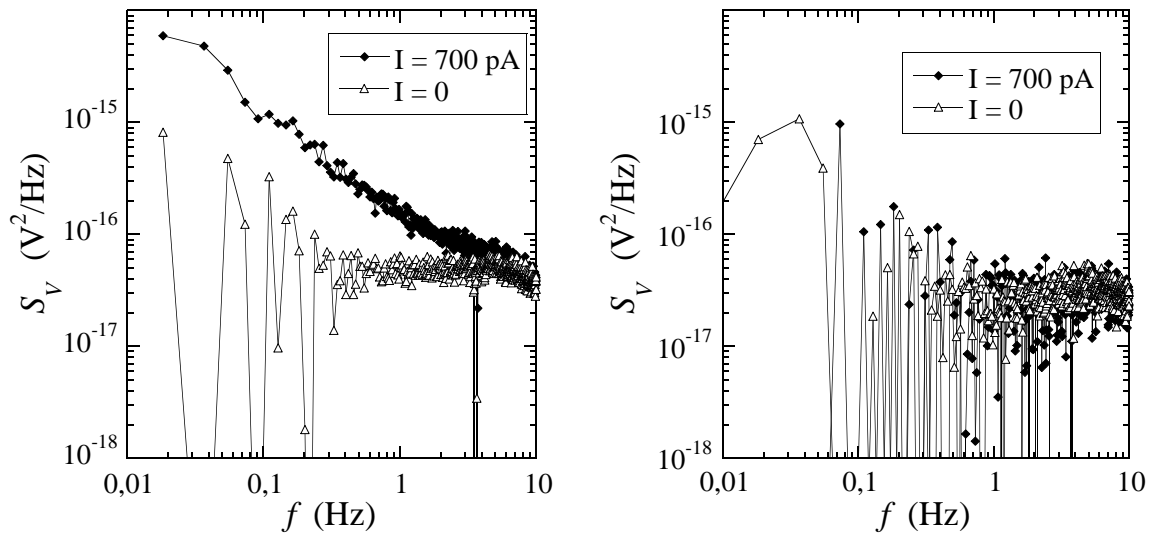 I = 700 pA
I = 0
10^-15
10^-16
10^-17
10^-18
S_V (V^2/Hz)
0,01 0,1 1 10
f (Hz)
I = 700 pA
I = 0
10^-15
10^-16
10^-17
10^-18
S_V (V^2/Hz)
0,01 0,1 1 10
f (Hz)